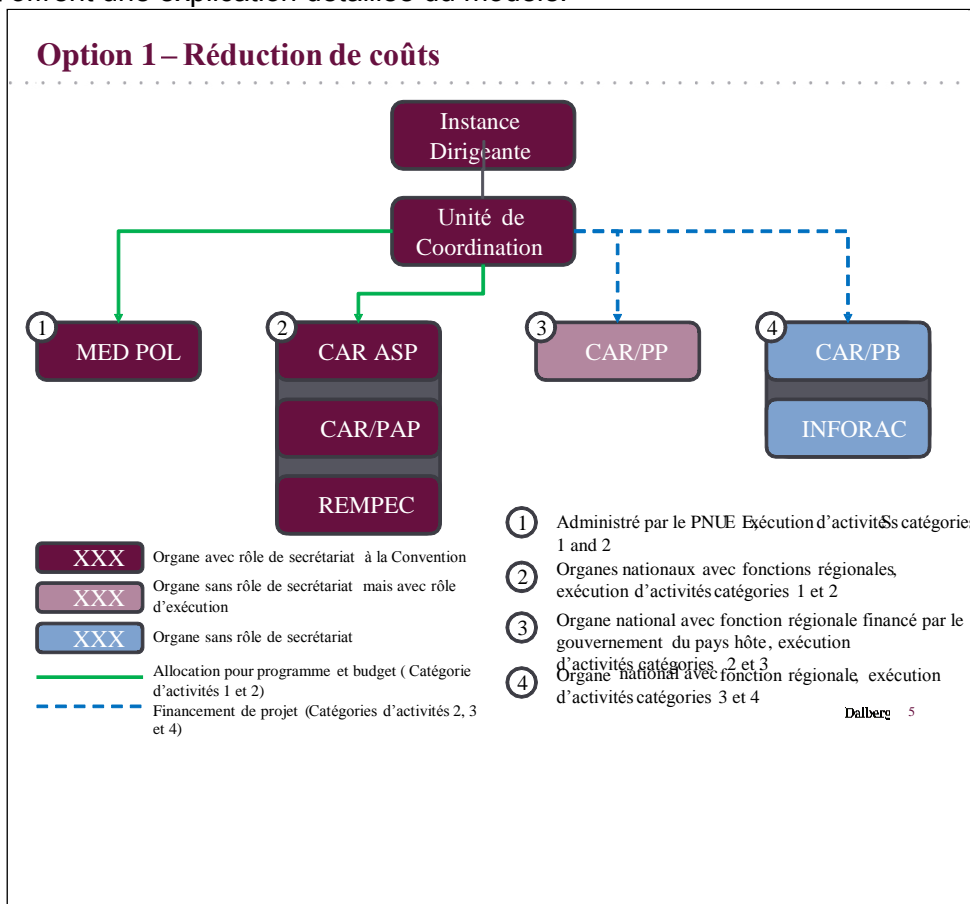 Option 1 – Réduction de coûts
Instance
Dirigeante
Unité de
Coordination
1
MED POL
2
CAR ASP
CAR/PAP
REMPEC
3
CAR/PP
4
CAR/PB
INFORAC
XXX
Organe avec rôle de secrétariat à la Convention
XXX
Organe sans rôle de secrétariat mais avec rôle
d'exécution
XXX
Organe sans rôle de secrétariat
Allocation pour programme et budget ( Catégorie
d'activités 1 et 2)
Financement de projet (Catégories d'activités 2, 3
et 4)
1
Administré par le PNUE Exécution d'activités catégories
1 and 2
2
Organes nationaux avec fonctions régionales,
exécution d'activités catégories 1 et 2
3
Organe national avec fonction régionale financé par le
gouvernement du pays hôte, exécution
d'activités catégories 2 et 3
4
Organe national avec fonction régionale, exécution
d'activités catégories 3 et 4
Dalberg 5